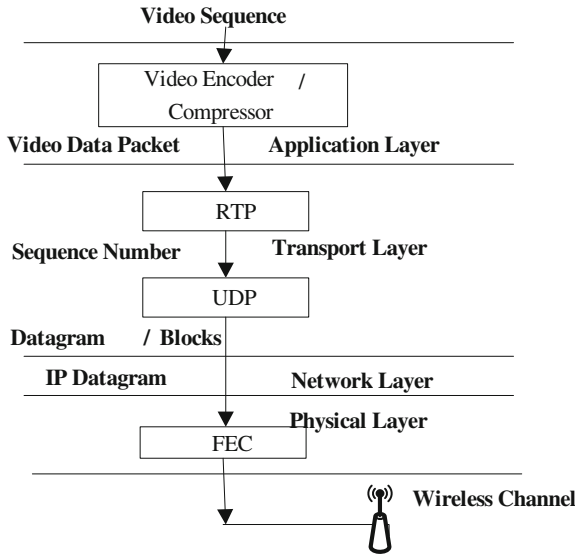 Video Sequence
Video Encoder /
Compressor
Video Data Packet Application Layer
RTP
Sequence Number Transport Layer
UDP
Datagram / Blocks
IP Datagram Network Layer
Physical Layer
FEC
Wireless Channel